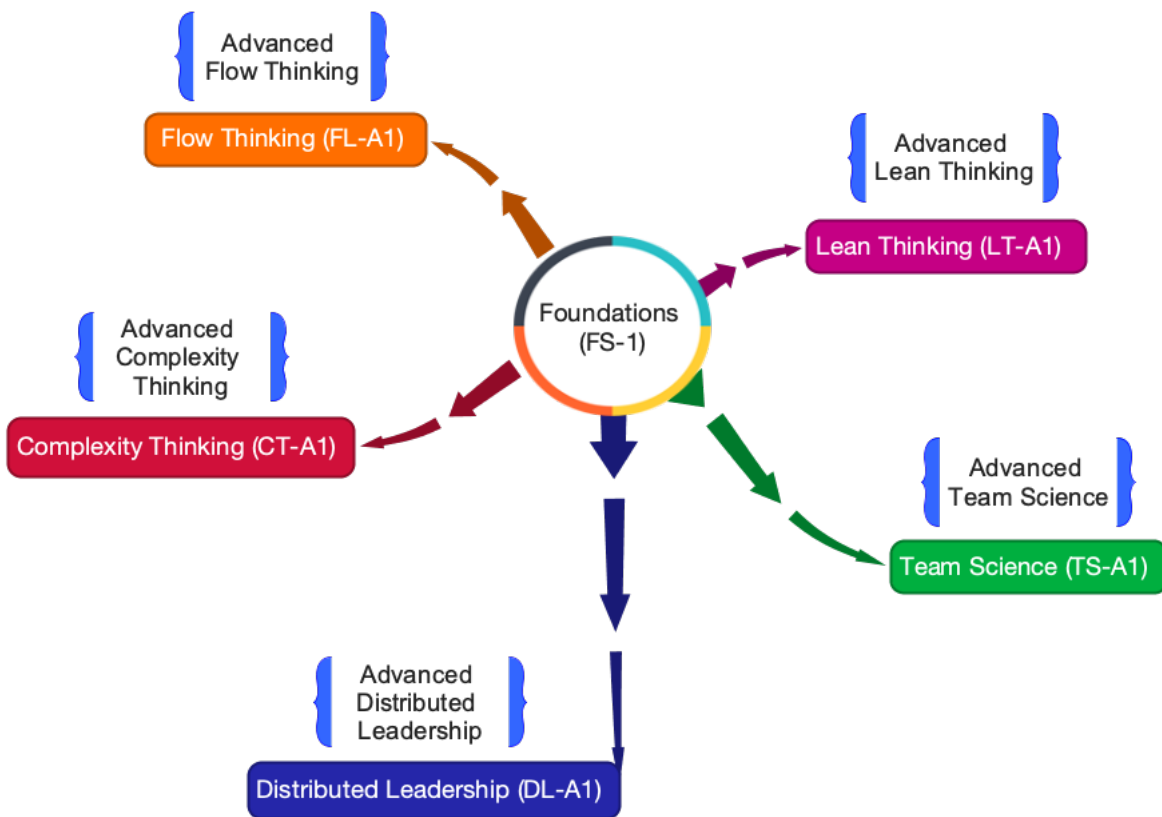 Advanced
Flow Thinking
Flow Thinking (FL-A1)
Advanced
Lean Thinking
Lean Thinking (LT-A1)
Foundations
(FS-1)
Advanced
Complexity
Thinking
Complexity Thinking (CT-A1)
Advanced
Team Science
Team Science (TS-A1)
Advanced
Distributed
Leadership
Distributed Leadership (DL-A1)